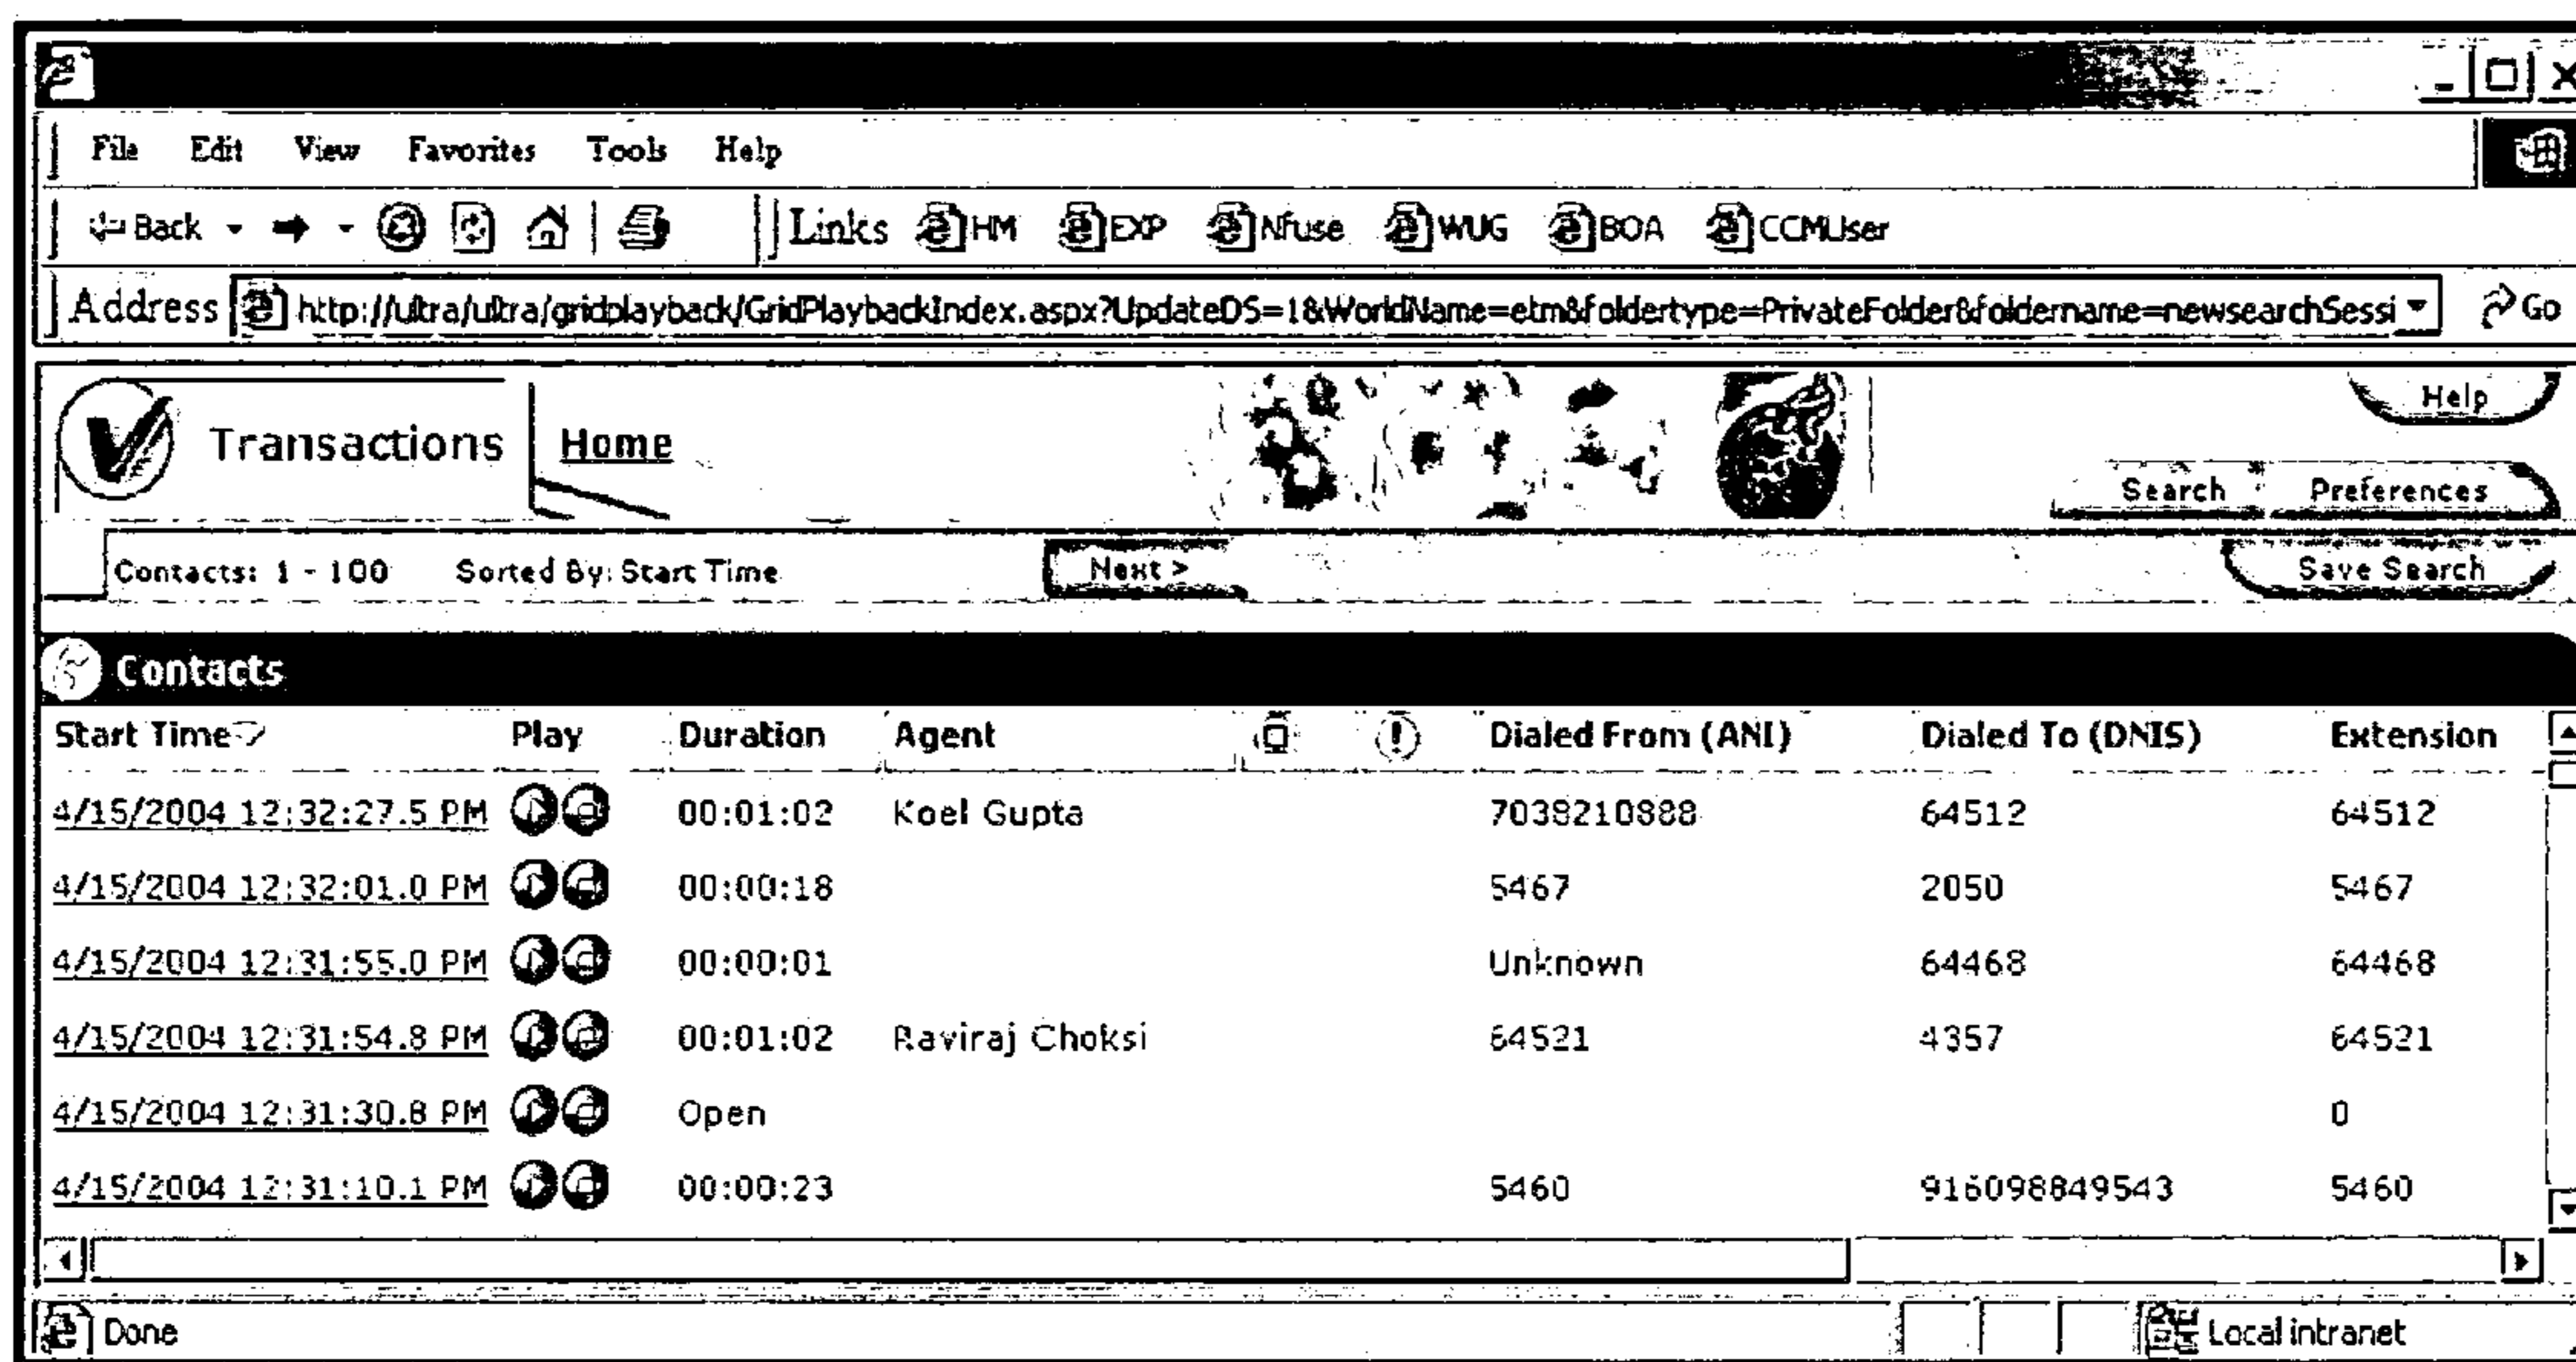 File Edit View Favorites Tools Help
Back Links HM EXP Nfuse WUG BOA CCMUser
Address http://ultra/ultra/gridplayback/GridPlaybackIndex.aspx?UpdateDS=1&WorldName=etm&foldertype=PrivateFolder&foldername=newsearchSessi Go
Help
Transactions Home
Search Preferences
Contacts: 1 - 100 Sorted By: Start Time Next > Save Search
Contacts
Start Time Play Duration Agent Dialed From (ANI) Dialed To (DNIS) Extension
4/15/2004 12:32:27.5 PM 00:01:02 Koel Gupta 7038210888 64512 64512
4/15/2004 12:32:01.0 PM 00:00:18 5467 2050 5467
4/15/2004 12:31:55.0 PM 00:00:01 Unknown 64468 64468
4/15/2004 12:31:54.8 PM 00:01:02 Raviraj Choksi 64521 4357 64521
4/15/2004 12:31:30.8 PM Open 0
4/15/2004 12:31:10.1 PM 00:00:23 5460 916098849543 5460
Done Local intranet